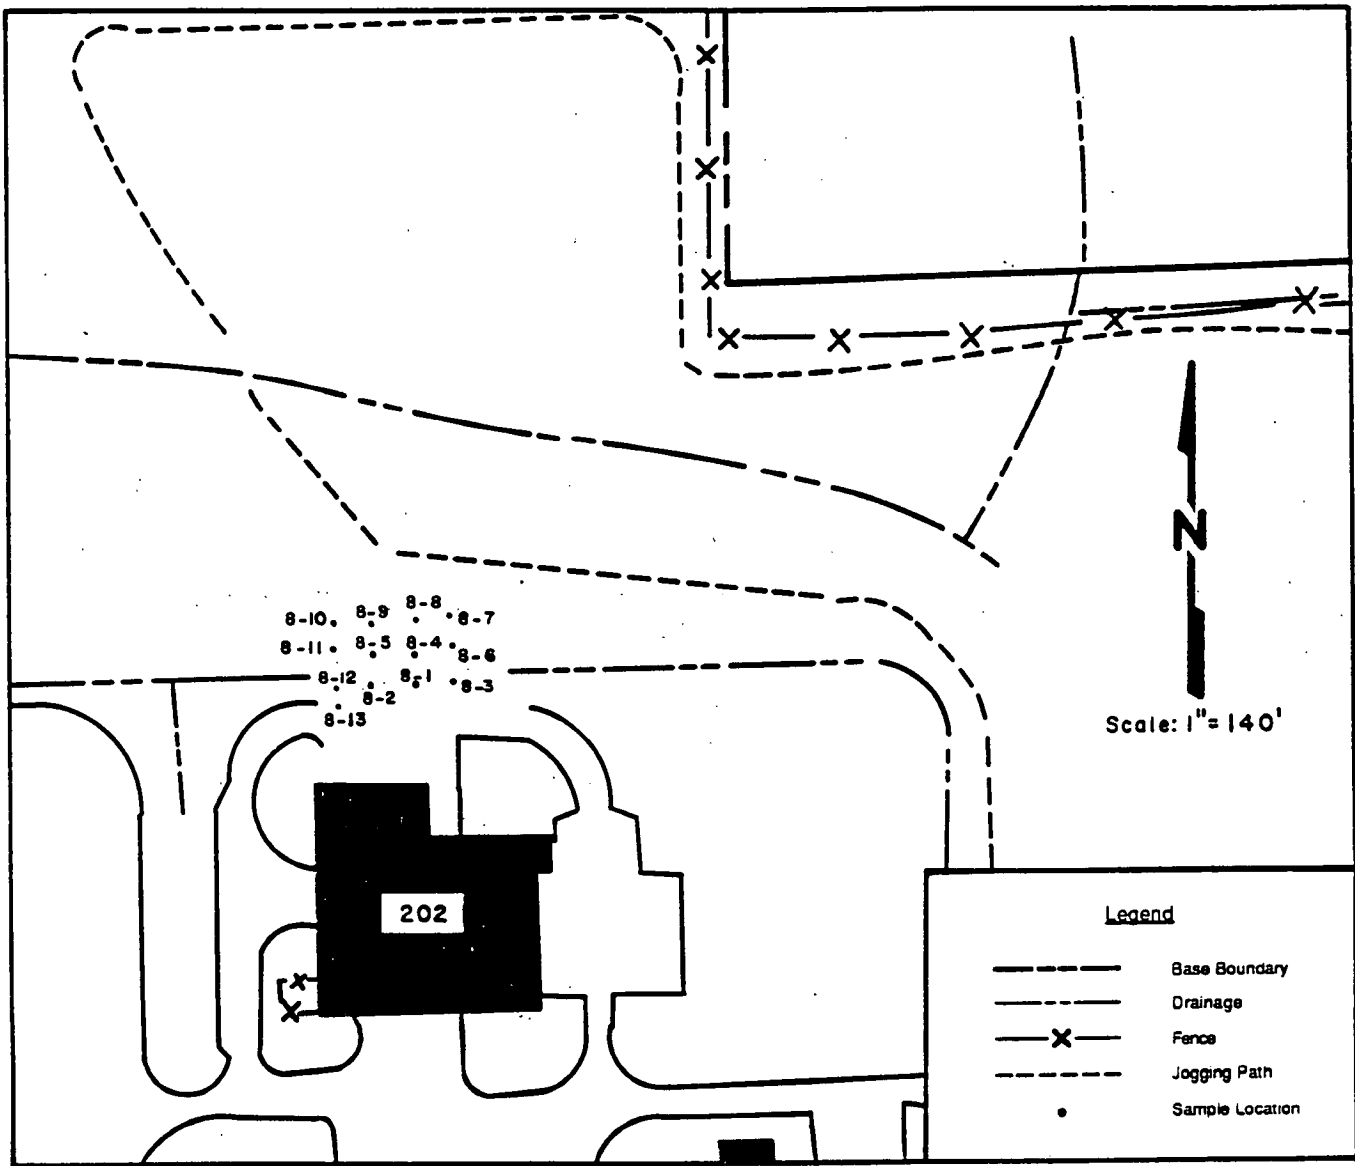 N
Scale: 1"= 140'
8-10 8-9 8-8 8-7
8-11 8-5 8-4 8-6
8-12 8-2 8-1 8-3
8-13
202
Legend
Base Boundary
Drainage
Fence
Jogging Path
Sample Location